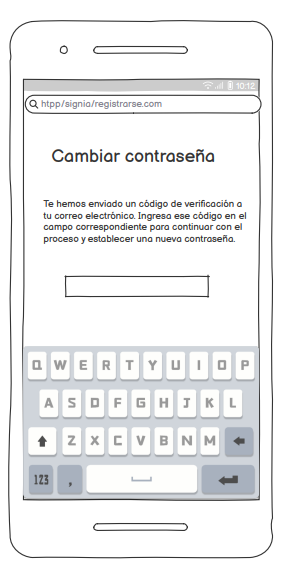 10:12
htpp/signia/registrarse.com
Cambiar contraseña
Te hemos enviado un código de verificación a
tu correo electrónico. Ingresa ese código en el
campo correspondiente para continuar con el
proceso y establecer una nueva contraseña.
Q W E R T Y U I O P
A S D F G H J K L
Z X C V B N M
123 ,